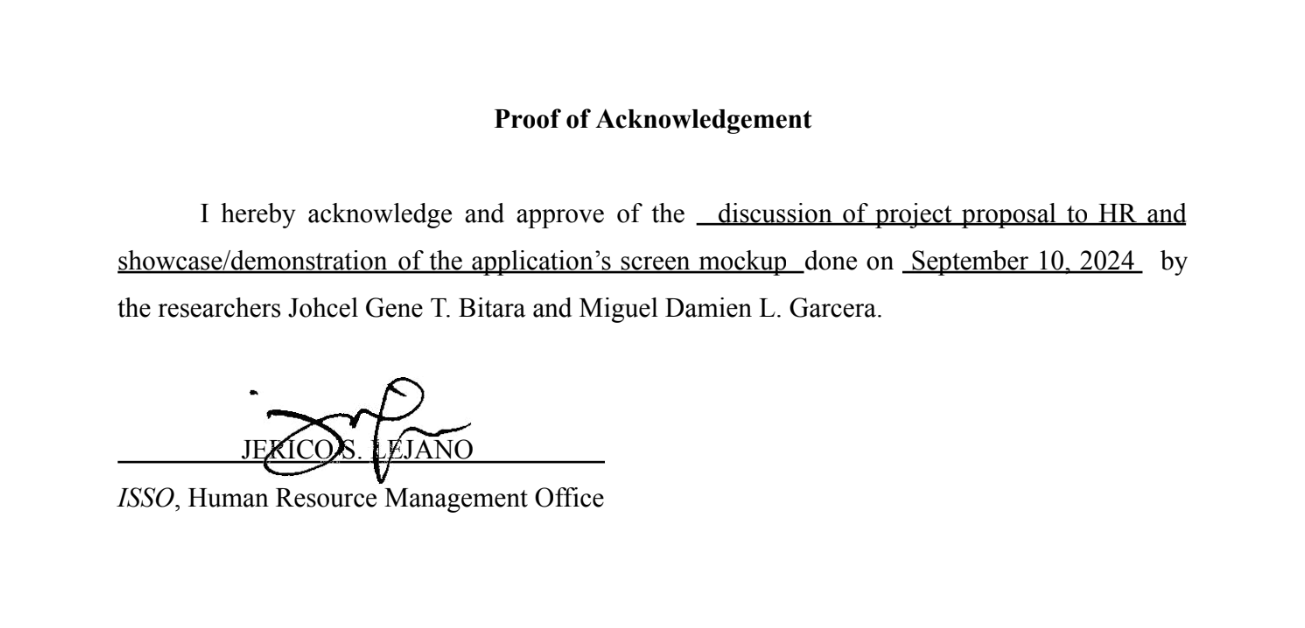 Proof of Acknowledgement
I hereby acknowledge and approve of the discussion of project proposal to HR and
showcase/demonstration of the application’s screen mockup done on September 10, 2024 by
the researchers Johcel Gene T. Bitara and Miguel Damien L. Garcera.
JERICO S. LEJANO
ISSO, Human Resource Management Office